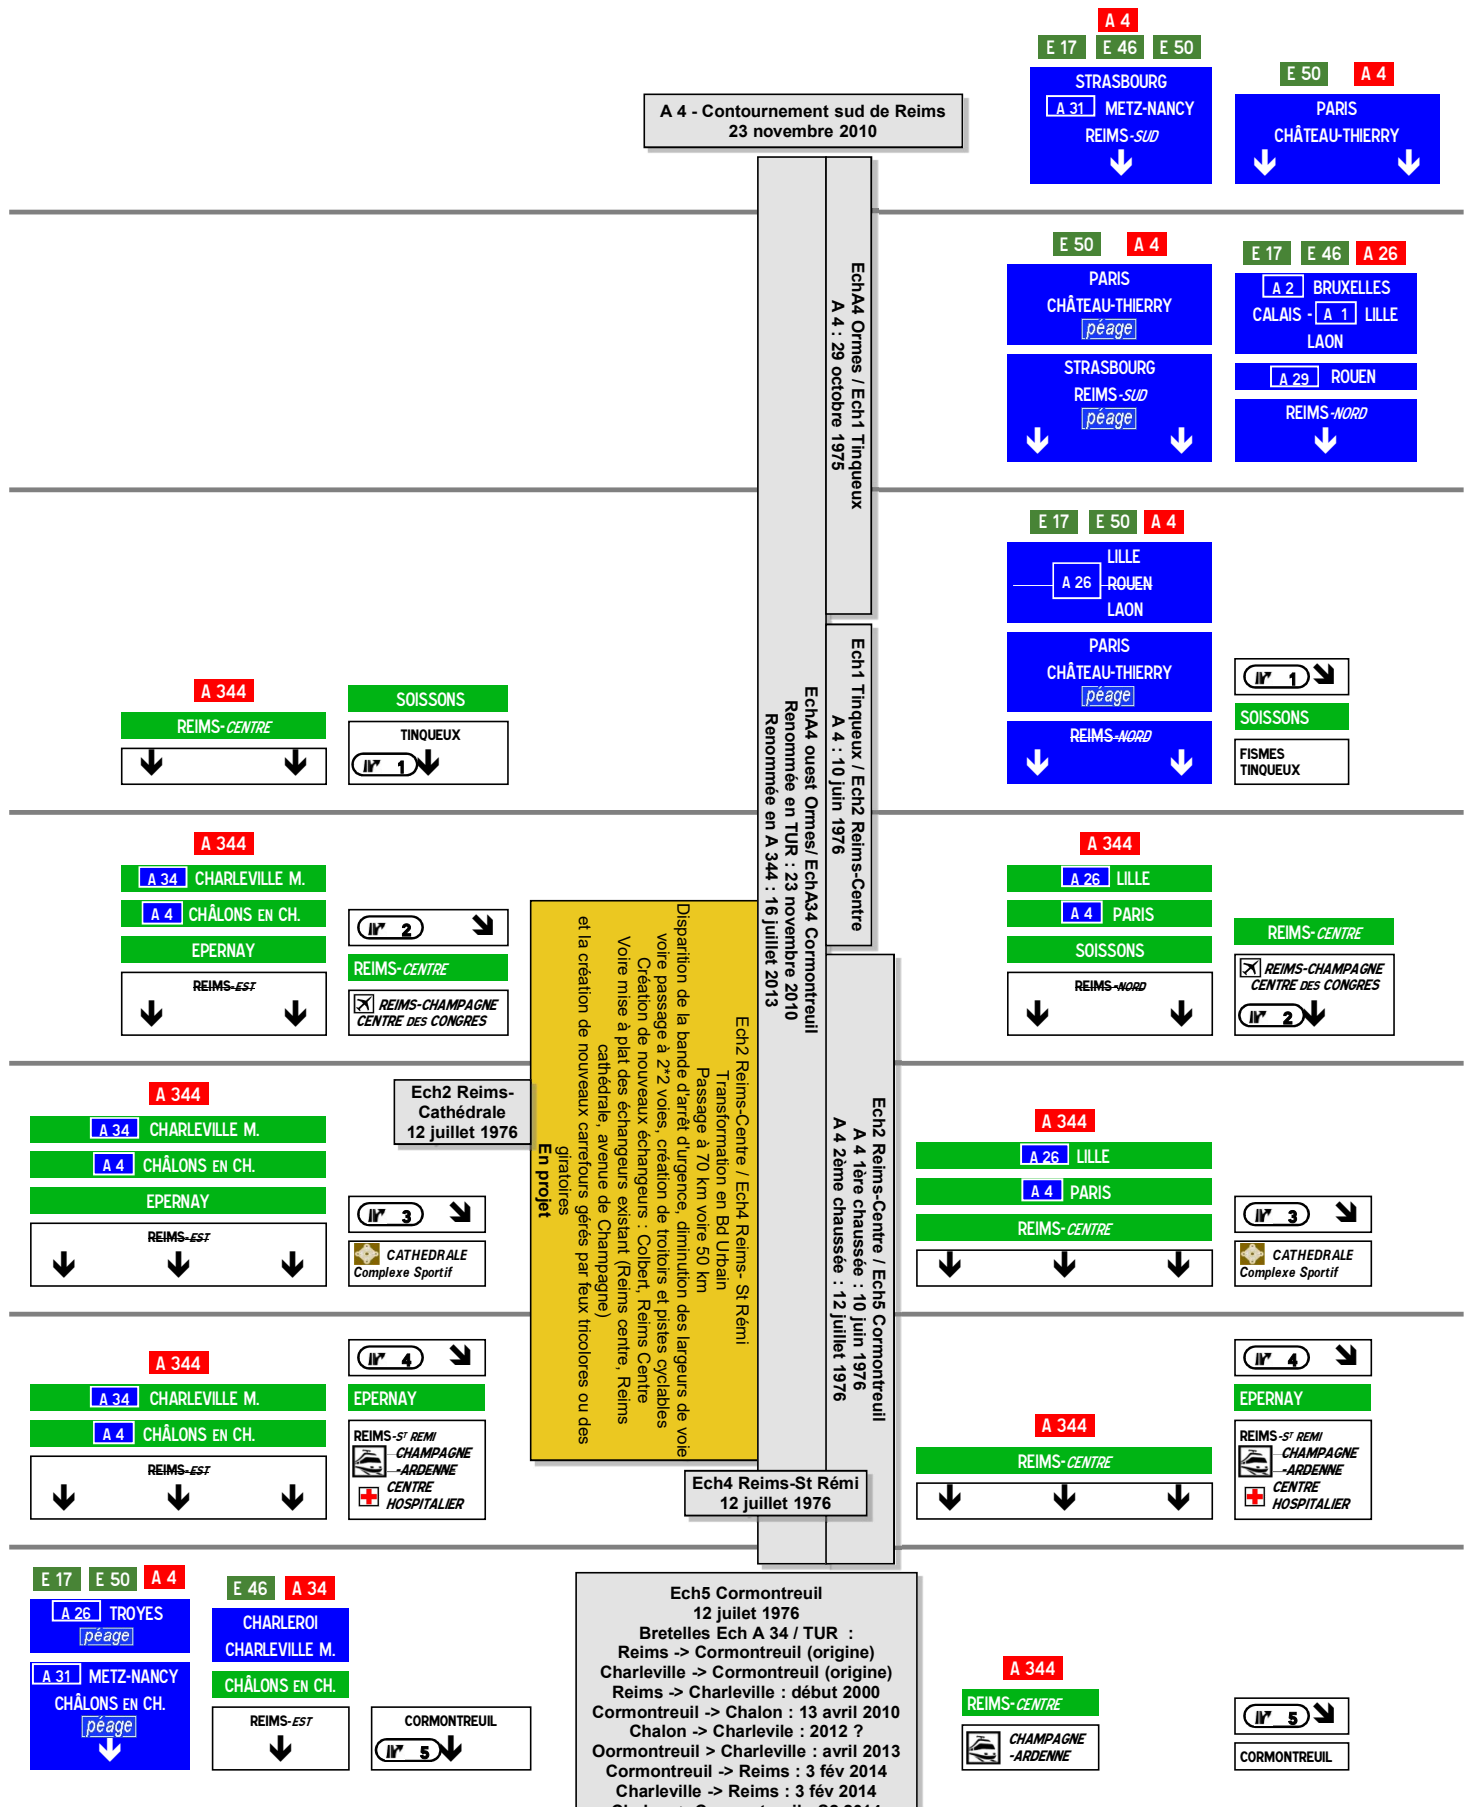 A 4
E 17 E 46 E 50
STRASBOURG
A 31 METZ-NANCY
REIMS-SUD
E 50 A 4
PARIS
CHÂTEAU-THIERRY
A 4 - Contournement sud de Reims
23 novembre 2010
E 50 A 4
PARIS
CHÂTEAU-THIERRY
péage
STRASBOURG
REIMS-SUD
péage
E 17 E 46 A 26
A 2 BRUXELLES
CALAIS - A 1 LILLE
LAON
A 29 ROUEN
REIMS-NORD
EchA4 Ormes / Ech1 Tinqueux
A 4 : 29 octobre 1975
E 17 E 50 A 4
LILLE
A 26 ROUEN
LAON
PARIS
CHÂTEAU-THIERRY
péage
REIMS-NORD
1
SOISSONS
FISMES
TINQUEUX
A 344
REIMS-CENTRE
SOISSONS
TINQUEUX
1
Ech1 Tinqueux / Ech2 Reims-Centre
A 4 : 10 juin 1976
EchA4 ouest Ormes/ EchA34 Cormontreuil
Renommée en TUR : 23 novembre 2010
Renommée en A 344 : 16 juillet 2013
A 344
A 34 CHARLEVILLE M.
A 4 CHÂLONS EN CH.
EPERNAY
REIMS-EST
2
REIMS-CENTRE
REIMS-CHAMPAGNE
CENTRE DES CONGRES
A 344
A 26 LILLE
A 4 PARIS
SOISSONS
REIMS-NORD
REIMS-CENTRE
REIMS-CHAMPAGNE
CENTRE DES CONGRES
2
Ech2 Reims-Centre / Ech4 Reims- St Rémi
Transformation en Bd Urbain
Passage à 70 km voire 50 km
Disparition de la bande d'arrêt d'urgence, diminution des largeurs de voie
voire passage à 2*2 voies, création de troitoirs et pistes cyclables
Création de nouveaux échangeurs : Colbert, Reims Centre
Voire mise à plat des échangeurs existant (Reims centre, Reims
cathédrale, avenue de Champagne)
et la création de nouveaux carrefours gérés par feux tricolores ou des
giratoires
En projet
Ech2 Reims-
Cathédrale
12 juillet 1976
Ech2 Reims-Centre / Ech5 Cormontreuil
A 4 1ère chaussée : 10 juin 1976
A 4 2ème chaussée : 12 juillet 1976
A 344
A 34 CHARLEVILLE M.
A 4 CHÂLONS EN CH.
EPERNAY
REIMS-EST
3
CATHEDRALE
Complexe Sportif
A 344
A 26 LILLE
A 4 PARIS
REIMS-CENTRE
3
CATHEDRALE
Complexe Sportif
A 344
A 34 CHARLEVILLE M.
A 4 CHÂLONS EN CH.
REIMS-EST
4
EPERNAY
REIMS-ST REMI
CHAMPAGNE
-ARDENNE
CENTRE
HOSPITALIER
Ech4 Reims-St Rémi
12 juillet 1976
A 344
REIMS-CENTRE
4
EPERNAY
REIMS-ST REMI
CHAMPAGNE
-ARDENNE
CENTRE
HOSPITALIER
E 17 E 50 A 4
A 26 TROYES
péage
A 31 METZ-NANCY
CHÂLONS EN CH.
péage
E 46 A 34
CHARLEROI
CHARLEVILLE M.
CHÂLONS EN CH.
REIMS-EST
CORMONTREUIL
5
Ech5 Cormontreuil
12 juilet 1976
Bretelles Ech A 34 / TUR :
Reims -> Cormontreuil (origine)
Charleville -> Cormontreuil (origine)
Reims -> Charleville : début 2000
Cormontreuil -> Chalon : 13 avril 2010
Chalon -> Charlevile : 2012 ?
Oormontreuil > Charleville : avril 2013
Cormontreuil -> Reims : 3 fév 2014
Charleville -> Reims : 3 fév 2014
A 344
REIMS-CENTRE
CHAMPAGNE
-ARDENNE
5
CORMONTREUIL